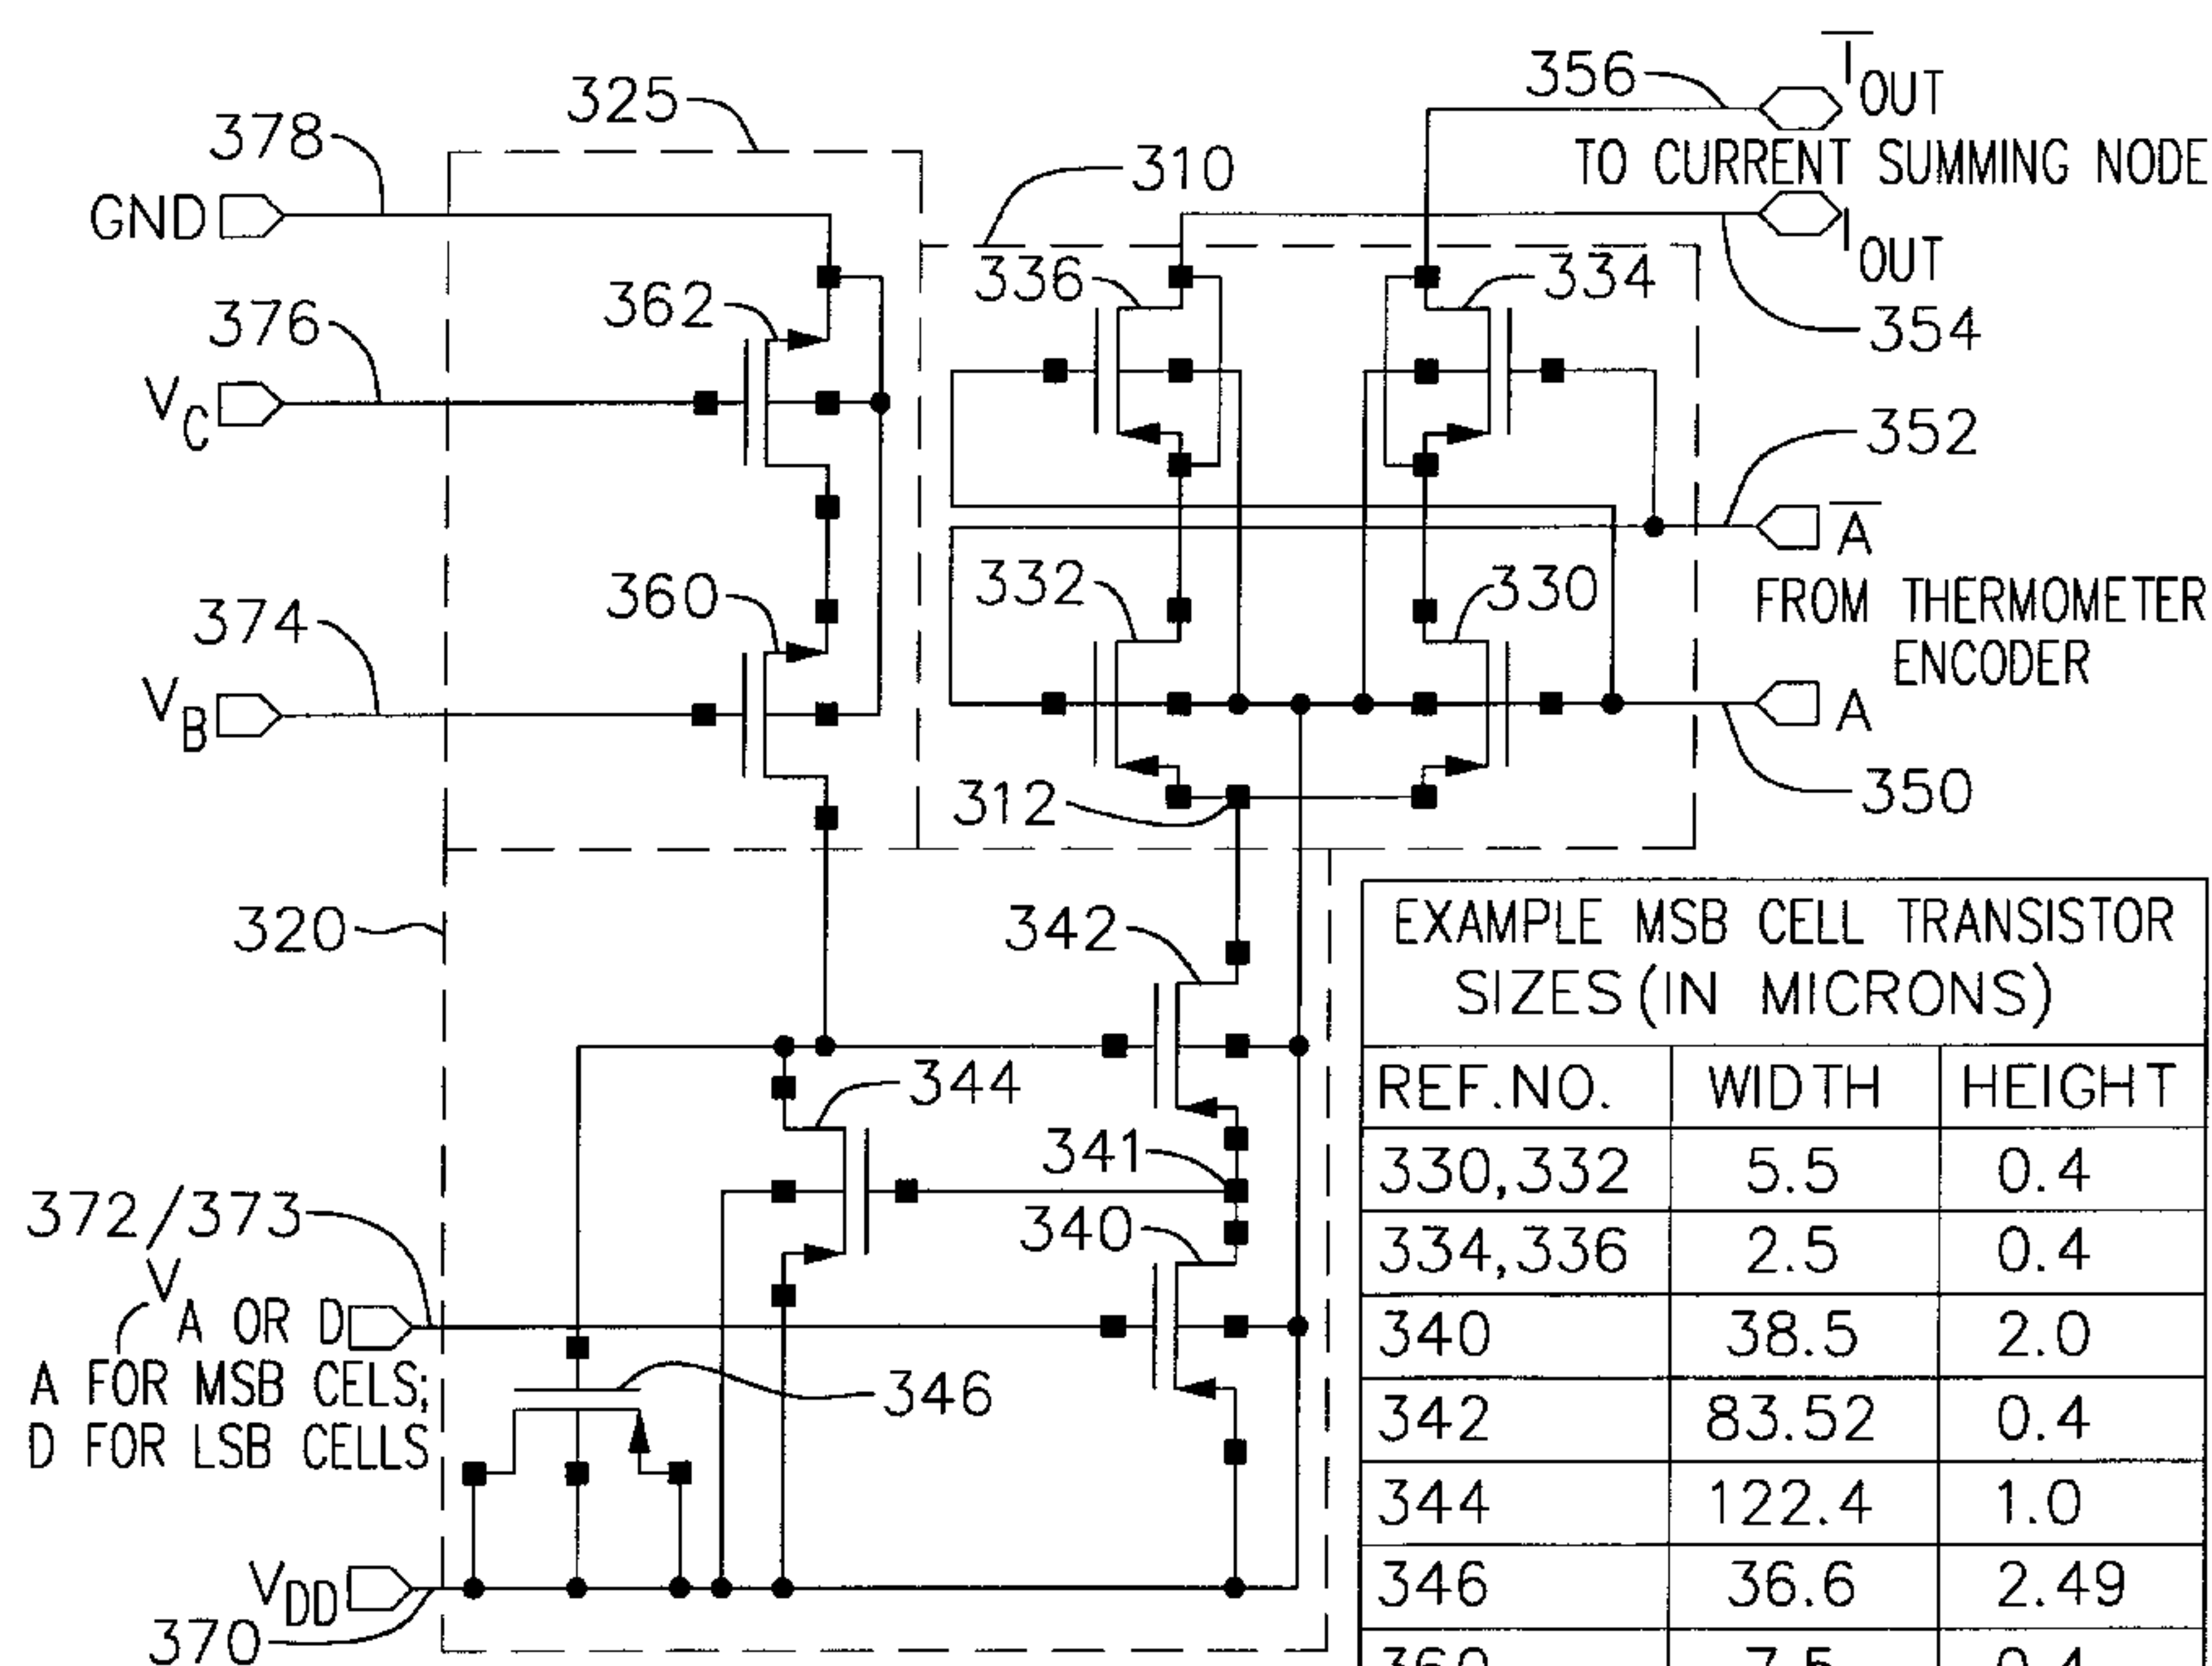 356
I̅OUT
325
378
310
TO CURRENT SUMMING NODE
GND
IOUT
336
334
362
354
376
VC
352
A̅
332
330
360
FROM THERMOMETER
ENCODER
374
VB
A
312
350
320
342
344
341
372/373
340
VA OR D
A FOR MSB CELS;
D FOR LSB CELLS
346
VDD
370
EXAMPLE MSB CELL TRANSISTOR
SIZES (IN MICRONS)
REF.NO. WIDTH HEIGHT
330,332 5.5 0.4
334,336 2.5 0.4
340 38.5 2.0
342 83.52 0.4
344 122.4 1.0
346 36.6 2.49